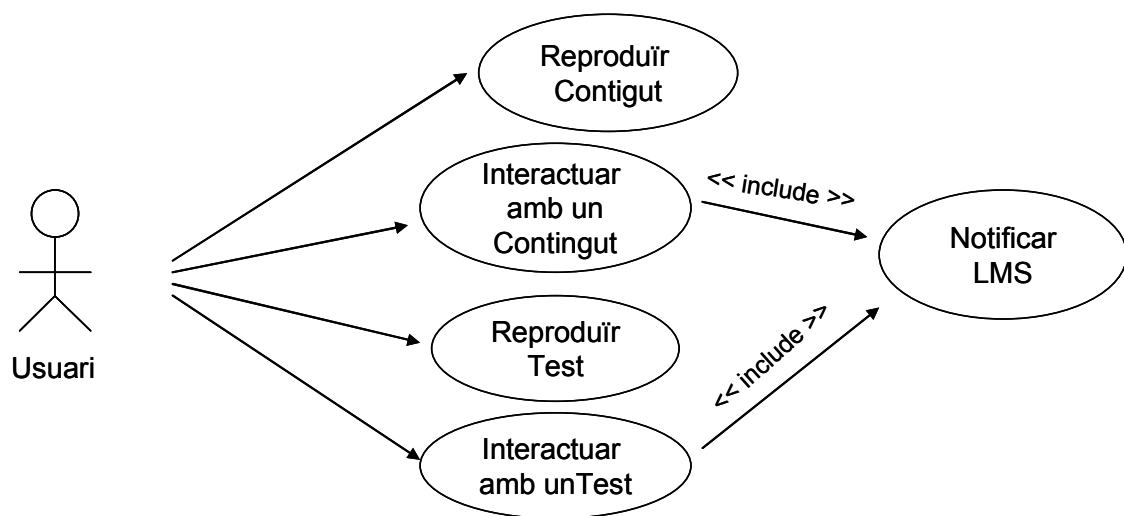 Reproduïr
Contigut
Interactuar
amb un
Contingut
<< include >>
Notificar
LMS
Usuari
Reproduïr
Test
<< include >>
Interactuar
amb unTest